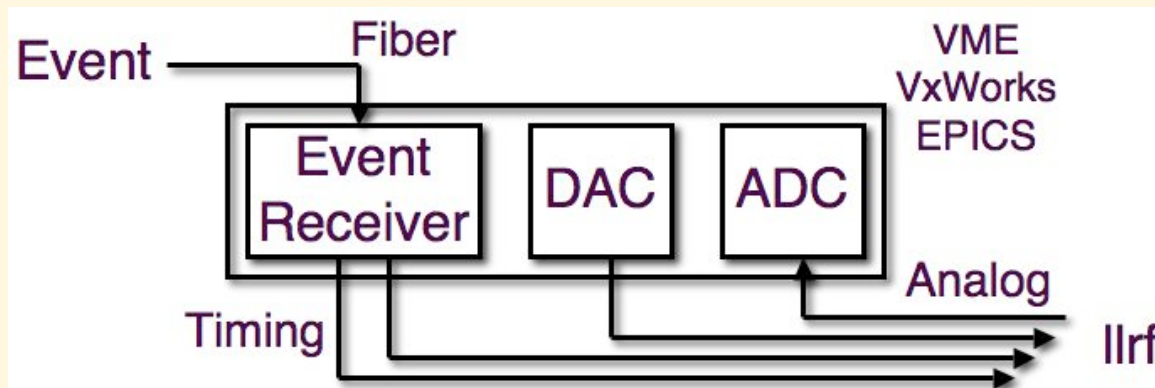 Event
Fiber
VME
VxWorks
EPICS
Event
Receiver
DAC
ADC
Timing
Analog
llrf